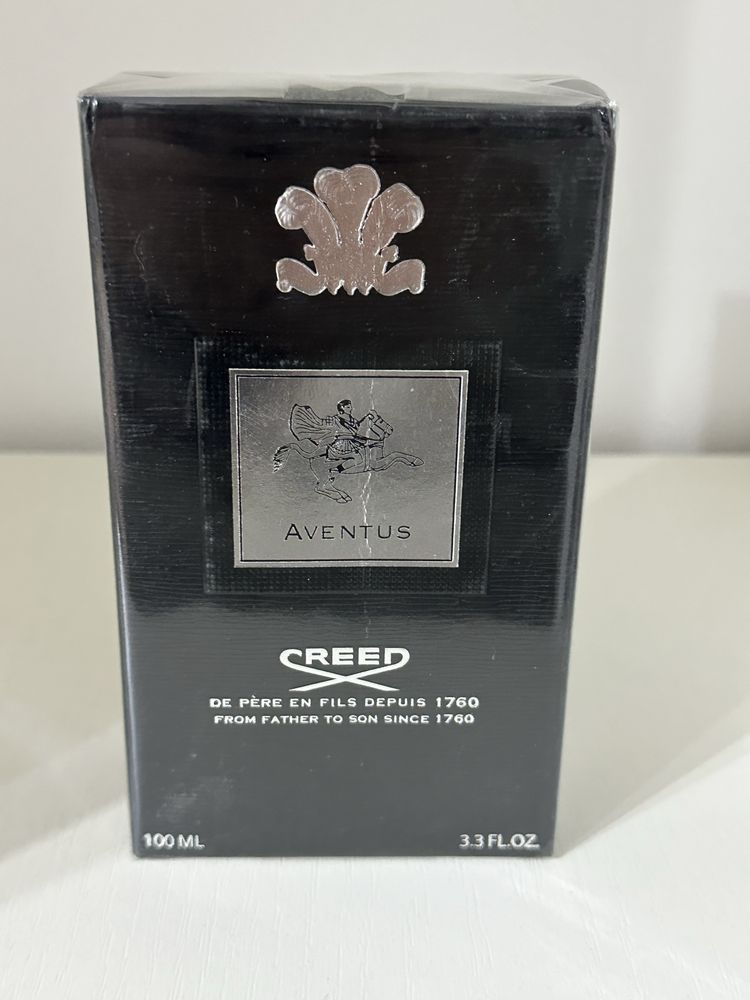 AVENTUS
CREED
DE PÈRE EN FILS DEPUIS 1760
FROM FATHER TO SON SINCE 1760
100 ML
3.3 FL.OZ.